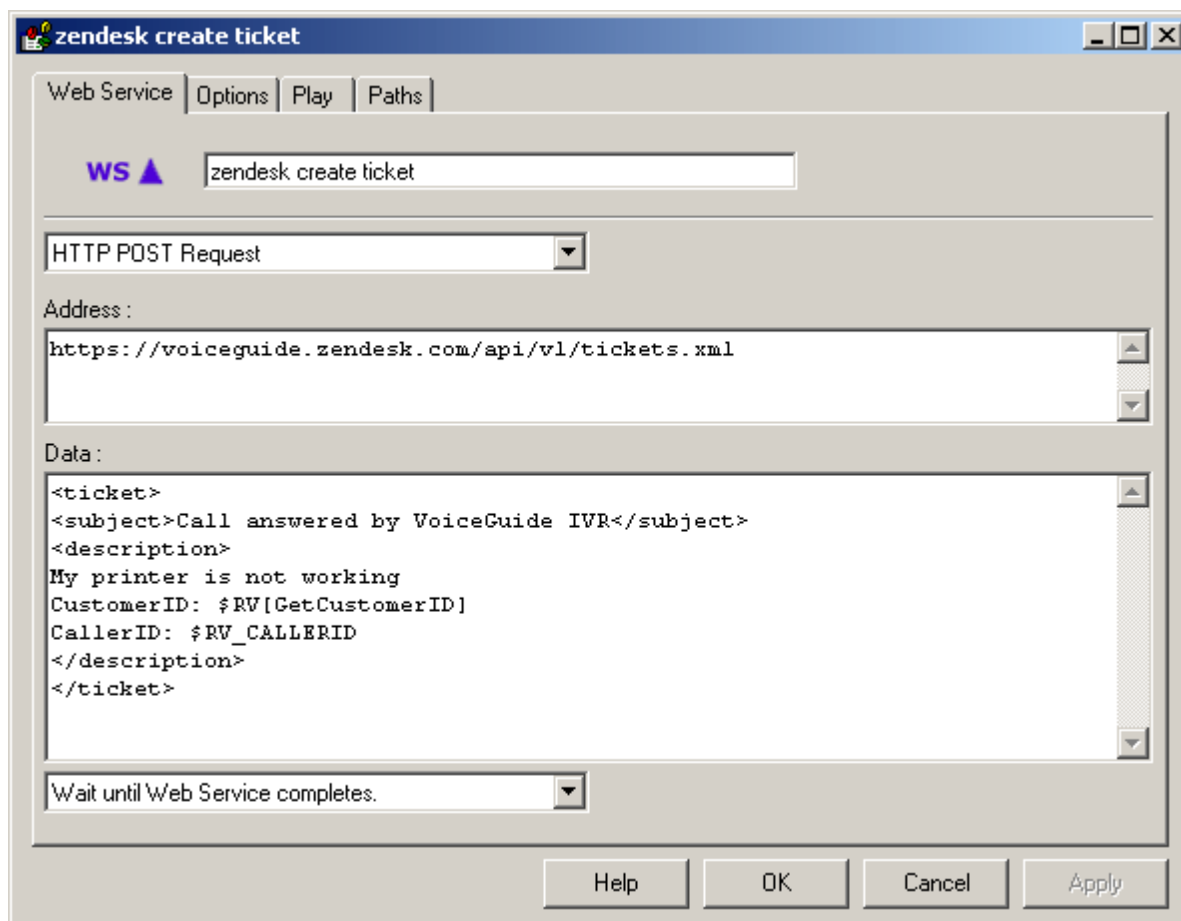 zendesk create ticket
Web Service Options Play Paths
WS zendesk create ticket
HTTP POST Request
Address :
https://voiceguide.zendesk.com/api/v1/tickets.xml
Data :
<ticket>
<subject>Call answered by VoiceGuide IVR</subject>
<description>
My printer is not working
CustomerID: $RV[GetCustomerID]
CallerID: $RV_CALLERID
</description>
</ticket>
Wait until Web Service completes.
Help OK Cancel Apply